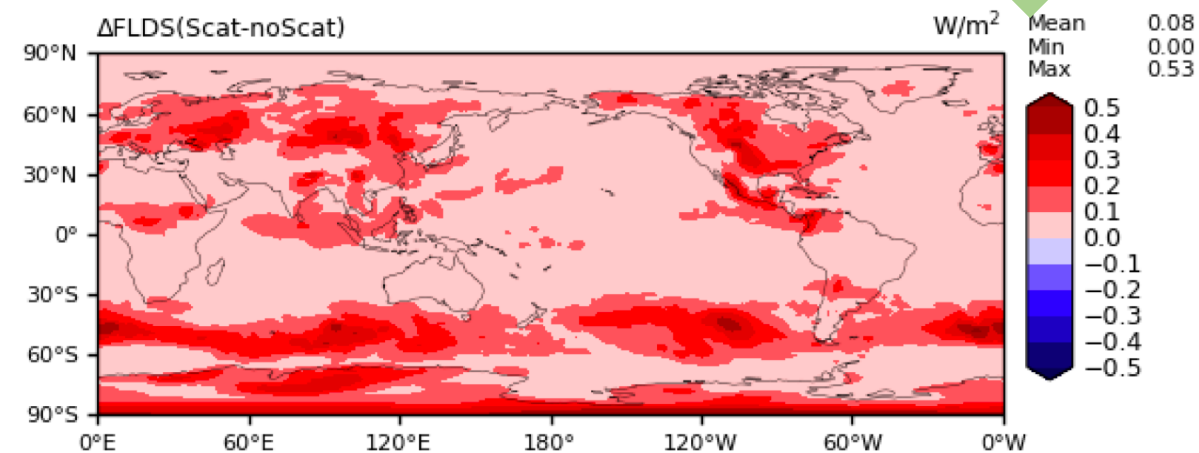 ΔFLDS(Scat-noScat) W/m²
Mean 0.08
Min 0.00
Max 0.53
90°N
60°N
30°N
0°
30°S
60°S
90°S
0°E 60°E 120°E 180° 120°W 60°W 0°W
0.5
0.4
0.3
0.2
0.1
0.0
−0.1
−0.2
−0.3
−0.4
−0.5